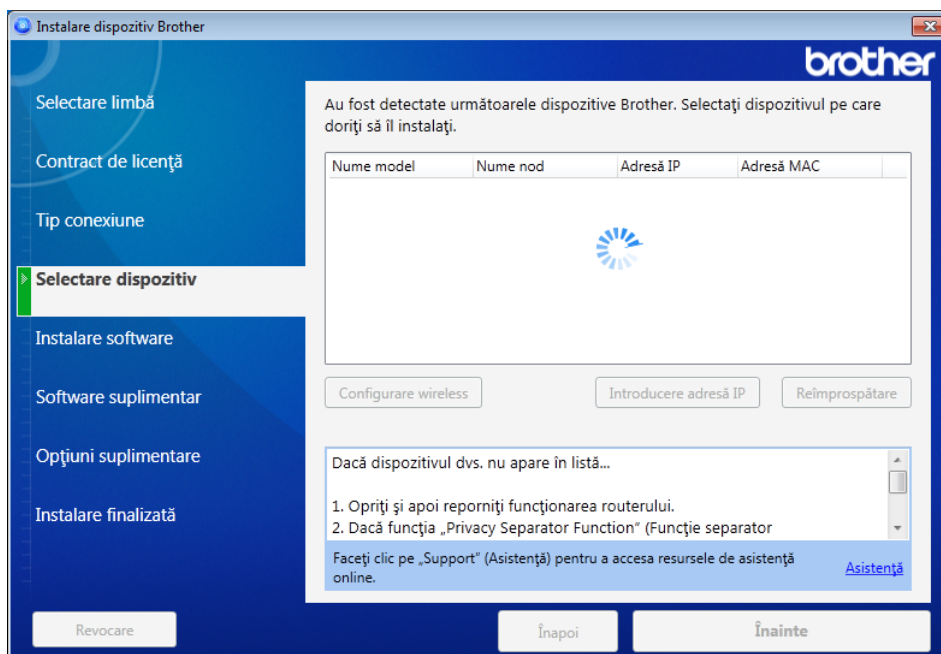 Instalare dispozitiv Brother
brother
Selectare limbă
Contract de licenţă
Tip conexiune
Selectare dispozitiv
Instalare software
Software suplimentar
Opţiuni suplimentare
Instalare finalizată
Au fost detectate următoarele dispozitive Brother. Selectaţi dispozitivul pe care
doriţi să îl instalaţi.
Nume model Nume nod Adresă IP Adresă MAC
Configurare wireless Introducere adresă IP Reîmprospătare
Dacă dispozitivul dvs. nu apare în listă...
1. Opriţi şi apoi reporniţi funcţionarea routerului.
2. Dacă funcţia „Privacy Separator Function” (Funcţie separator
Faceţi clic pe „Support” (Asistenţă) pentru a accesa resursele de asistenţă
online.
Asistenţă
Revocare Înapoi Înainte